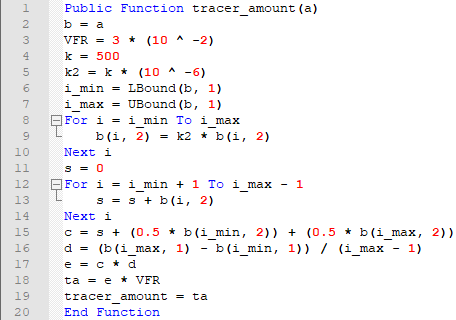 1 Public Function tracer_amount(a)
2 b = a
3 VFR = 3 * (10 ^ -2)
4 k = 500
5 k2 = k * (10 ^ -6)
6 i_min = LBound(b, 1)
7 i_max = UBound(b, 1)
8 For i = i_min To i_max
9 b(i, 2) = k2 * b(i, 2)
10 Next i
11 s = 0
12 For i = i_min + 1 To i_max - 1
13 s = s + b(i, 2)
14 Next i
15 c = s + (0.5 * b(i_min, 2)) + (0.5 * b(i_max, 2))
16 d = (b(i_max, 1) - b(i_min, 1)) / (i_max - 1)
17 e = c * d
18 ta = e * VFR
19 tracer_amount = ta
20 End Function